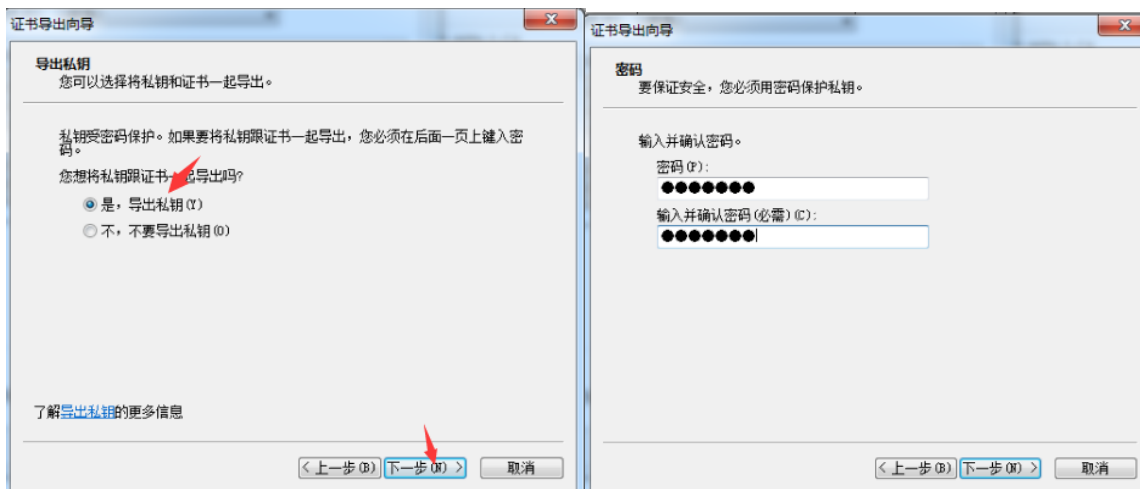 证书导出向导
导出私钥
您可以选择将私钥和证书一起导出。
私钥受密码保护。如果要将私钥跟证书一起导出，您必须在后面一页上键入密
码。
您想将私钥跟证书一起导出吗?
是，导出私钥(Y)
不，不要导出私钥(O)
了解导出私钥的更多信息
<上一步(B) 下一步(N) > 取消
证书导出向导
密码
要保证安全，您必须用密码保护私钥。
输入并确认密码。
密码(P):
●●●●●●●
输入并确认密码(必需)(C):
●●●●●●●
<上一步(B) 下一步(N) > 取消